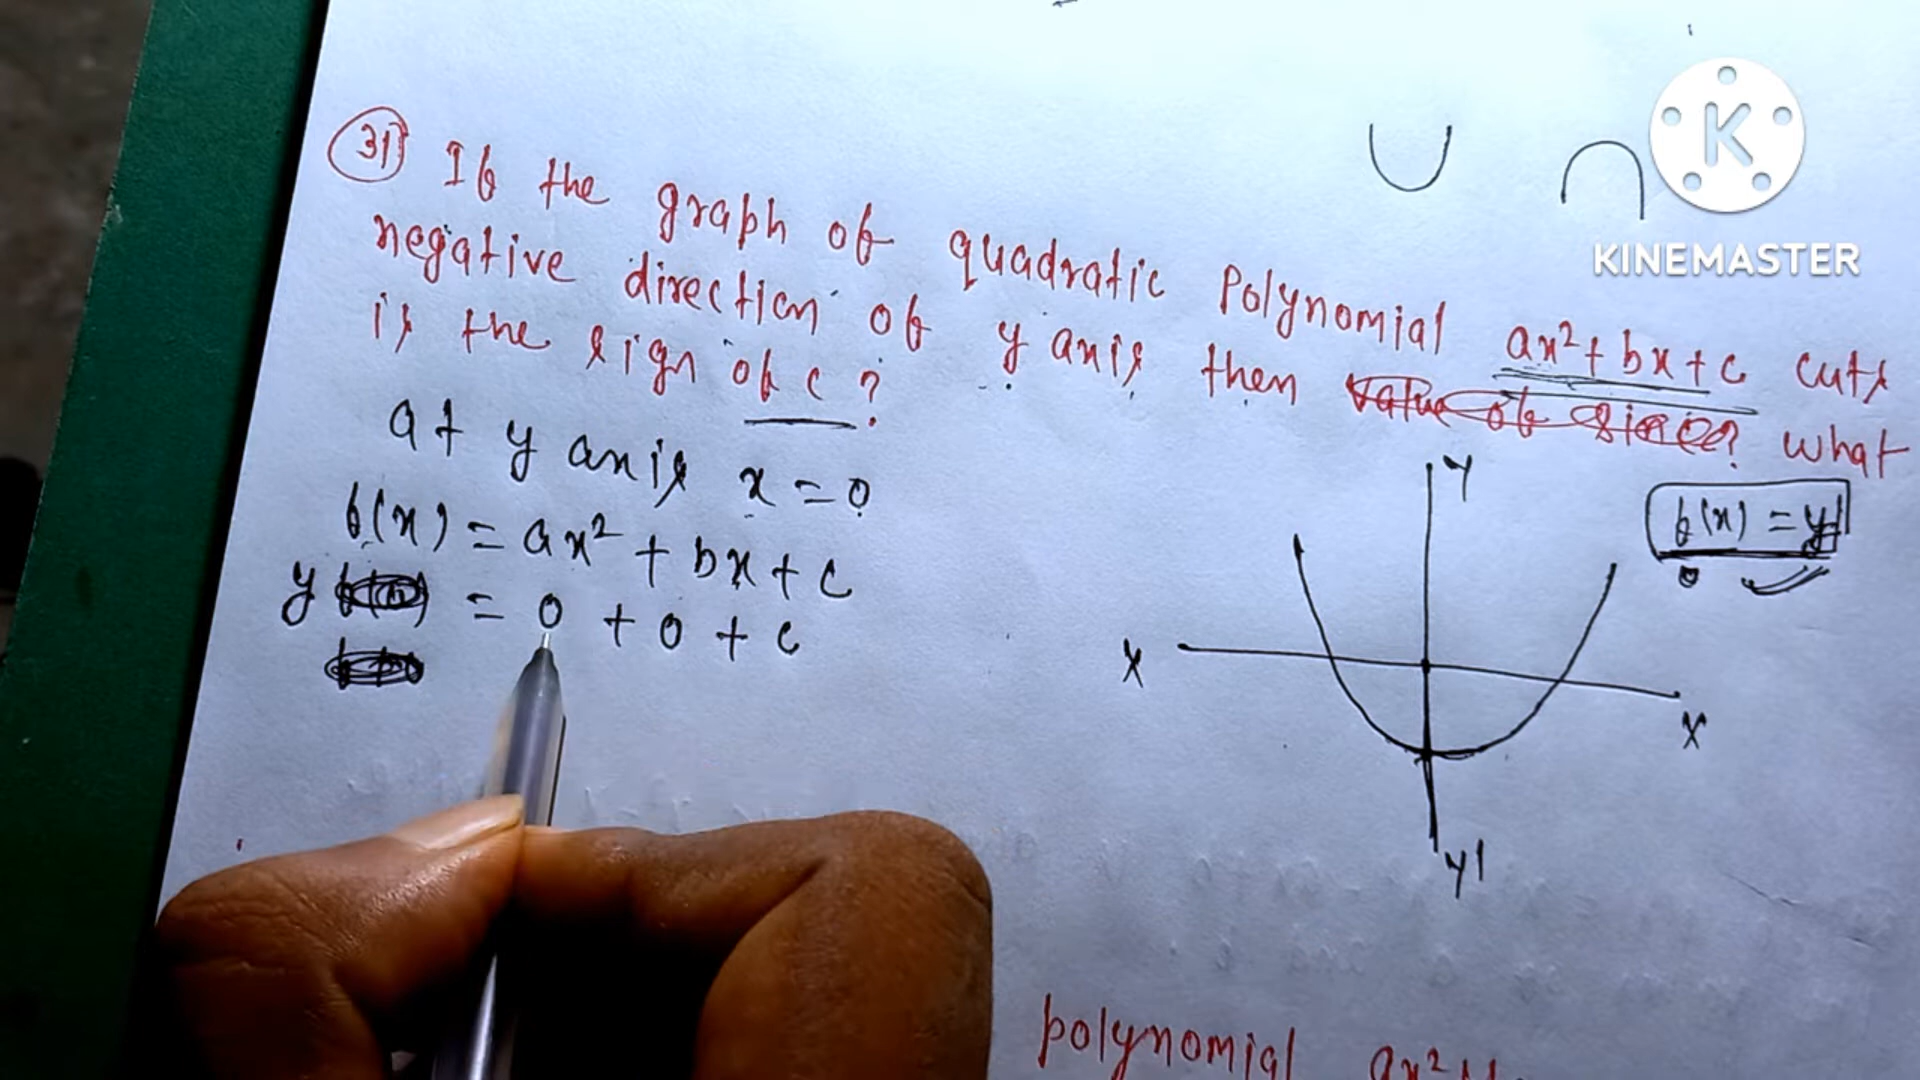 31) If the graph of quadratic Polynomial ax²+bx+c cuts
negative direction of y axis then What
is the sign of c?
at y axis x = 0
f(x) = ax² + bx + c
y = 0 + 0 + c
Y
f(x) = y
X
X
Y|
K
KINEMASTER
polynomial